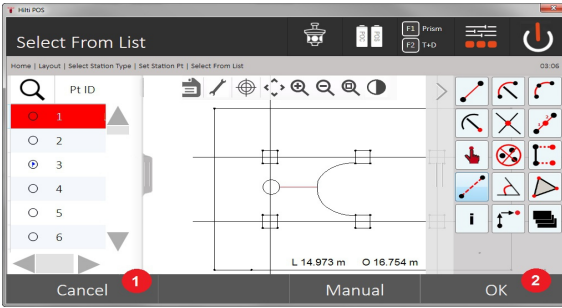 Hilti POS
Select From List
POC
POS
F1 Prism
F2 T+D
Home | Layout | Select Station Type | Set Station Pt | Select From List
03:06
Pt ID
1
2
3
4
5
6
L 14.973 m O 16.754 m
i
Cancel
1
Manual
OK
2